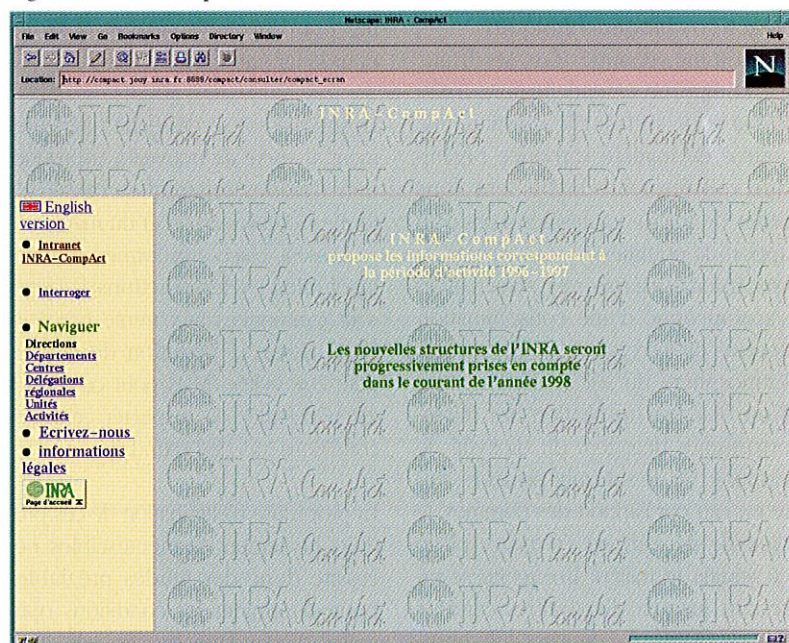 Netscape: INRA - CompAct
File Edit View Go Bookmarks Options Directory Window Help
N
Location: http://compact.jouy.inra.fr:8688/compact/consulter/compact_ecran
INRA-CompAct
English
version
Intranet
INRA-CompAct
Interroger
Naviguer
Directions
Départements
Centres
Délégations
régionales
Unités
Activités
Ecrivez-nous
informations
légales
INRA
Page d'accueil
INRA-CompAct
propose les informations correspondant à
la période d'activité 1996-1997
Les nouvelles structures de l'INRA seront
progressivement prises en compte
dans le courant de l'année 1998